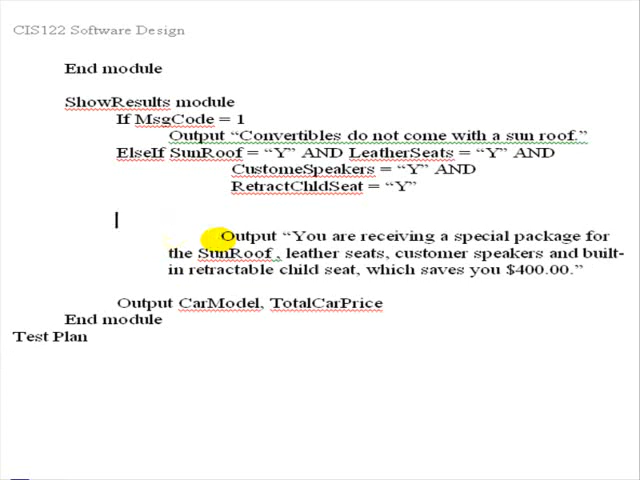 CIS122 Software Design
End module
ShowResults module
If MsgCode = 1
Output “Convertibles do not come with a sun roof.”
ElseIf SunRoof = “Y” AND LeatherSeats = “Y” AND
CustomeSpeakers = “Y” AND
RetractChldSeat = “Y”
Output “You are receiving a special package for
the SunRoof , leather seats, customer speakers and built-
in retractable child seat, which saves you $400.00.”
Output CarModel, TotalCarPrice
End module
Test Plan